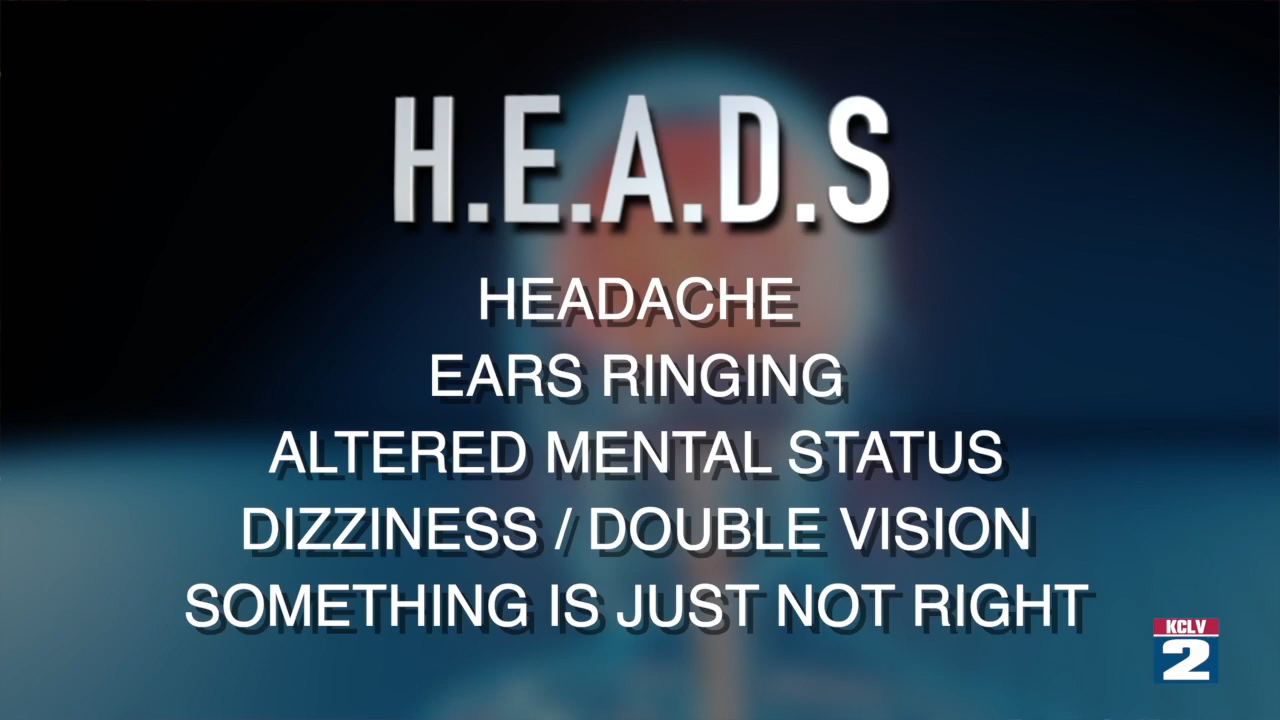 H.E.A.D.S
HEADACHE
EARS RINGING
ALTERED MENTAL STATUS
DIZZINESS / DOUBLE VISION
SOMETHING IS JUST NOT RIGHT
KCLV
2